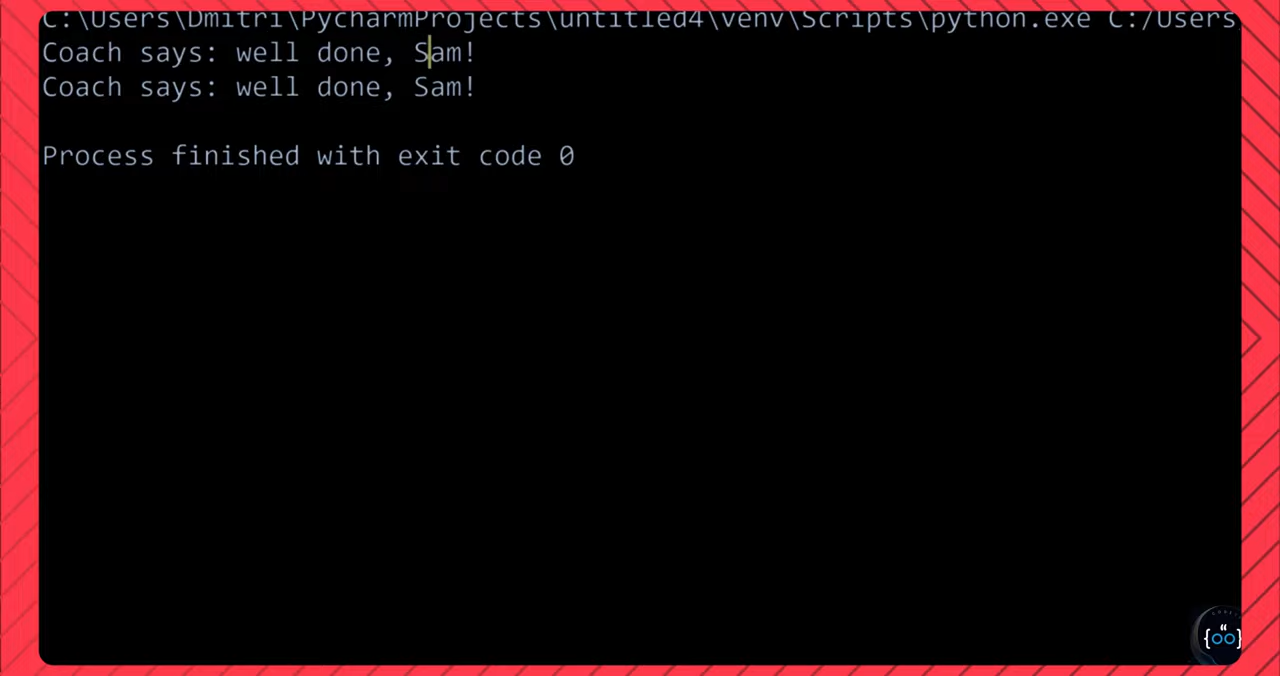 C:\Users\Dmitri\PycharmProjects\untitled4\venv\Scripts\python.exe C:/Users
Coach says: well done, Sam!
Coach says: well done, Sam!
Process finished with exit code 0
{“oo}